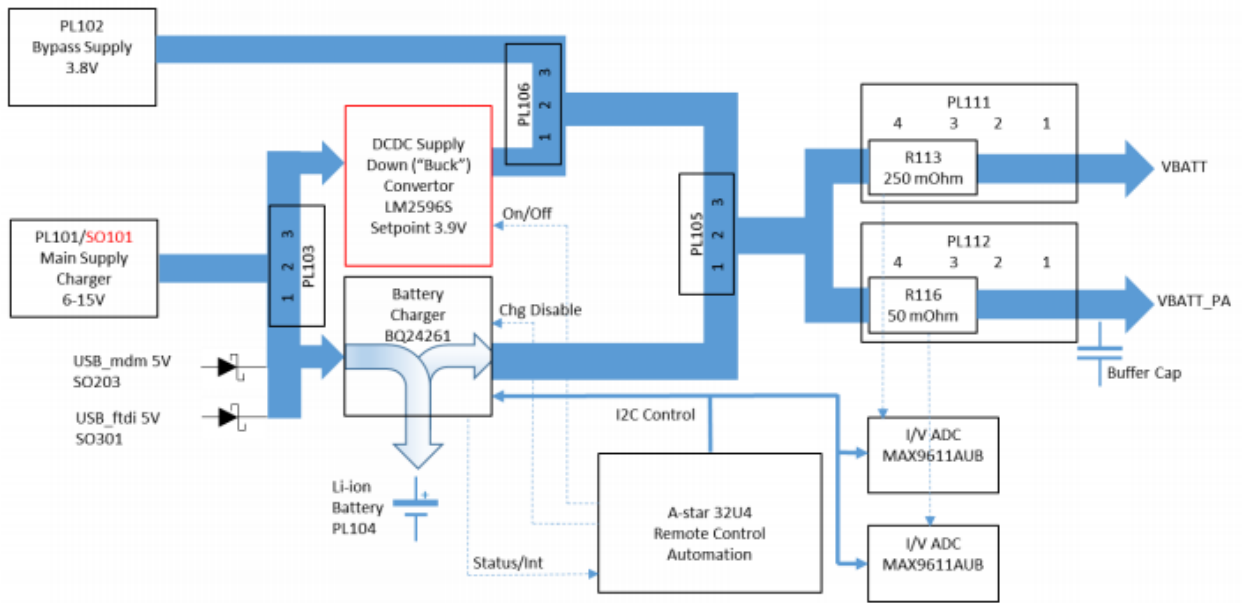 PL102
Bypass Supply
3.8V
PL106
1 2 3
DCDC Supply
Down ("Buck")
Convertor
LM2596S
Setpoint 3.9V
PL101/SO101
Main Supply
Charger
6-15V
PL103
1 2 3
On/Off
Battery
Charger
BQ24261
Chg Disable
USB_mdm 5V
SO203
USB_ftdi 5V
SO301
Li-ion
Battery
PL104
Status/Int
I2C Control
A-star 32U4
Remote Control
Automation
PL105
1 2 3
PL111
4 3 2 1
R113
250 mOhm
VBATT
PL112
4 3 2 1
R116
50 mOhm
VBATT_PA
Buffer Cap
I/V ADC
MAX9611AUB
I/V ADC
MAX9611AUB